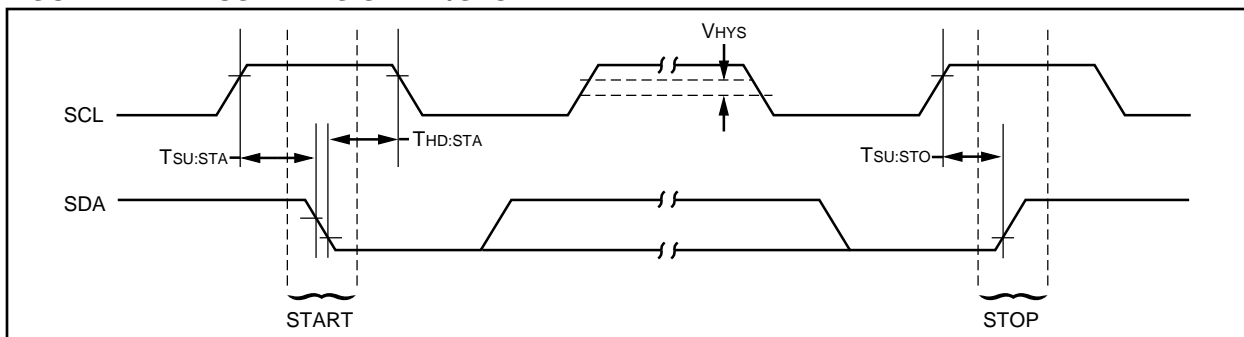 VHYS
SCL
THD:STA
TSU:STA
TSU:STO
SDA
START
STOP